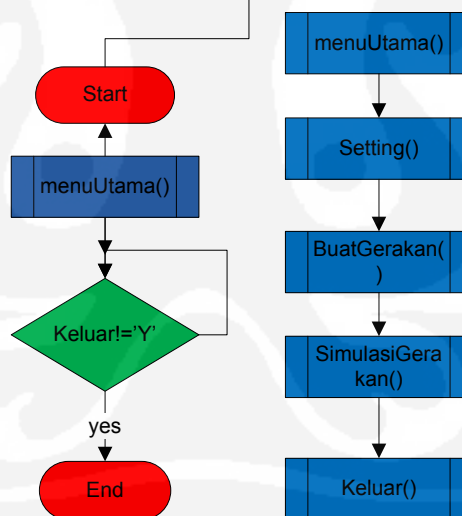 Start
menuUtama()
Keluar!='Y'
yes
End
menuUtama()
Setting()
BuatGerakan(
)
SimulasiGera
kan()
Keluar()